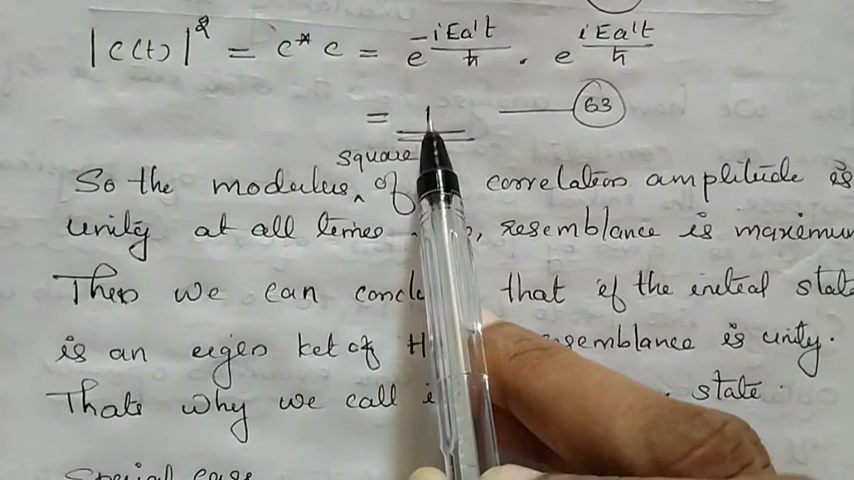 |c(t)|² = c* c = e^(-iEa't/ħ) . e^(iEa't/ħ)
= 1 —— 63
square
So the modulus ^ of correlation amplitude is
unity at all times , resemblance is maximum
Then we can concl that if the initial state
is an eigen ket of H semblance is unity.
Thats why we call state.
Special case